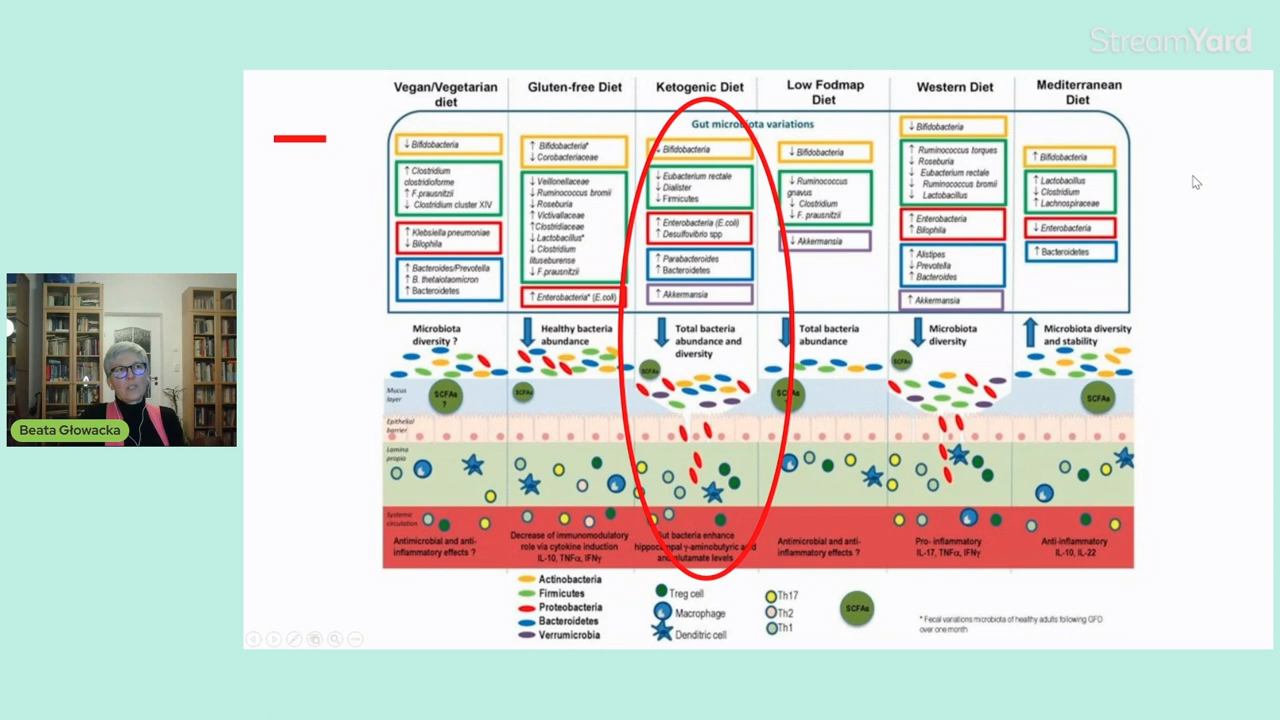 StreamYard
Vegan/Vegetarian
diet
Gluten-free Diet
Ketogenic Diet
Low Fodmap
Diet
Western Diet
Mediterranean
Diet
Gut microbiota variations
↓ Bifidobacteria
↑ Clostridium
clostridioforme
↑ F.prausnitzii
↓ Clostridium cluster XIV
↑ Klebsiella pneumoniae
↓ Bilophila
↑ Bacteroides/Prevotella
↑ B. thetaiotaomicron
↑ Bacteroidetes
↑ Bifidobacteria*
↓ Corobacteriaceae
↓ Veillonellaceae
↓ Ruminococcus bromii
↓ Roseburia
↑ Victivallaceae
↑Clostridiaceae
↓ Lactobacillus*
↓ Clostridium
lituseburense
↓ F.prausnitzii
↑ Enterobacteria* (E.coli)
↓ Bifidobacteria
↓ Eubacterium rectale
↓ Dialister
↓ Firmicutes
↑ Enterobacteria (E.coli)
↑ Desulfovibrio spp
↑ Parabacteroides
↑ Bacteroidetes
↑ Akkermansia
↓ Bifidobacteria
↓ Ruminococcus
gnavus
↓ Clostridium
↓ F. prausnitzii
↓ Akkermansia
↓ Bifidobacteria
↑ Ruminococcus torques
↓ Roseburia
↓ Eubacterium rectale
↓ Ruminococcus bromii
↓ Lactobacillus
↑ Enterobacteria
↑ Bilophila
↑ Alistipes
↓ Prevotella
↑ Bacteroides
↑ Akkermansia
↑ Bifidobacteria
↑ Lactobacillus
↓ Clostridium
↑ Lachnospiraceae
↓ Enterobacteria
↑ Bacteroidetes
Microbiota
diversity ?
Healthy bacteria
abundance
Total bacteria
abundance and
diversity
Total bacteria
abundance
Microbiota
diversity
Microbiota diversity
and stability
Mucus
layer
SCFAs
?
SCFAs
SCFAs
SCFAs
SCFAs
SCFAs
Epithelial
barrier
Lamina
propia
Systemic
circulation
Antimicrobial and anti-
inflammatory effects ?
Decrease of immunomodulatory
role via cytokine induction
IL-10, TNFα, IFNγ
Gut bacteria enhance
hippocampal γ-aminobutyric acid
and glutamate levels
Antimicrobial and anti-
inflammatory effects ?
Pro- inflammatory
IL-17, TNFα, IFNγ
Anti-inflammatory
IL-10, IL-22
Actinobacteria
Firmicutes
Proteobacteria
Bacteroidetes
Verrumicrobia
Treg cell
Macrophage
Denditric cell
Th17
Th2
Th1
SCFAs
* Fecal variations microbiota of healthy adults following GFD
over one month
Beata Głowacka